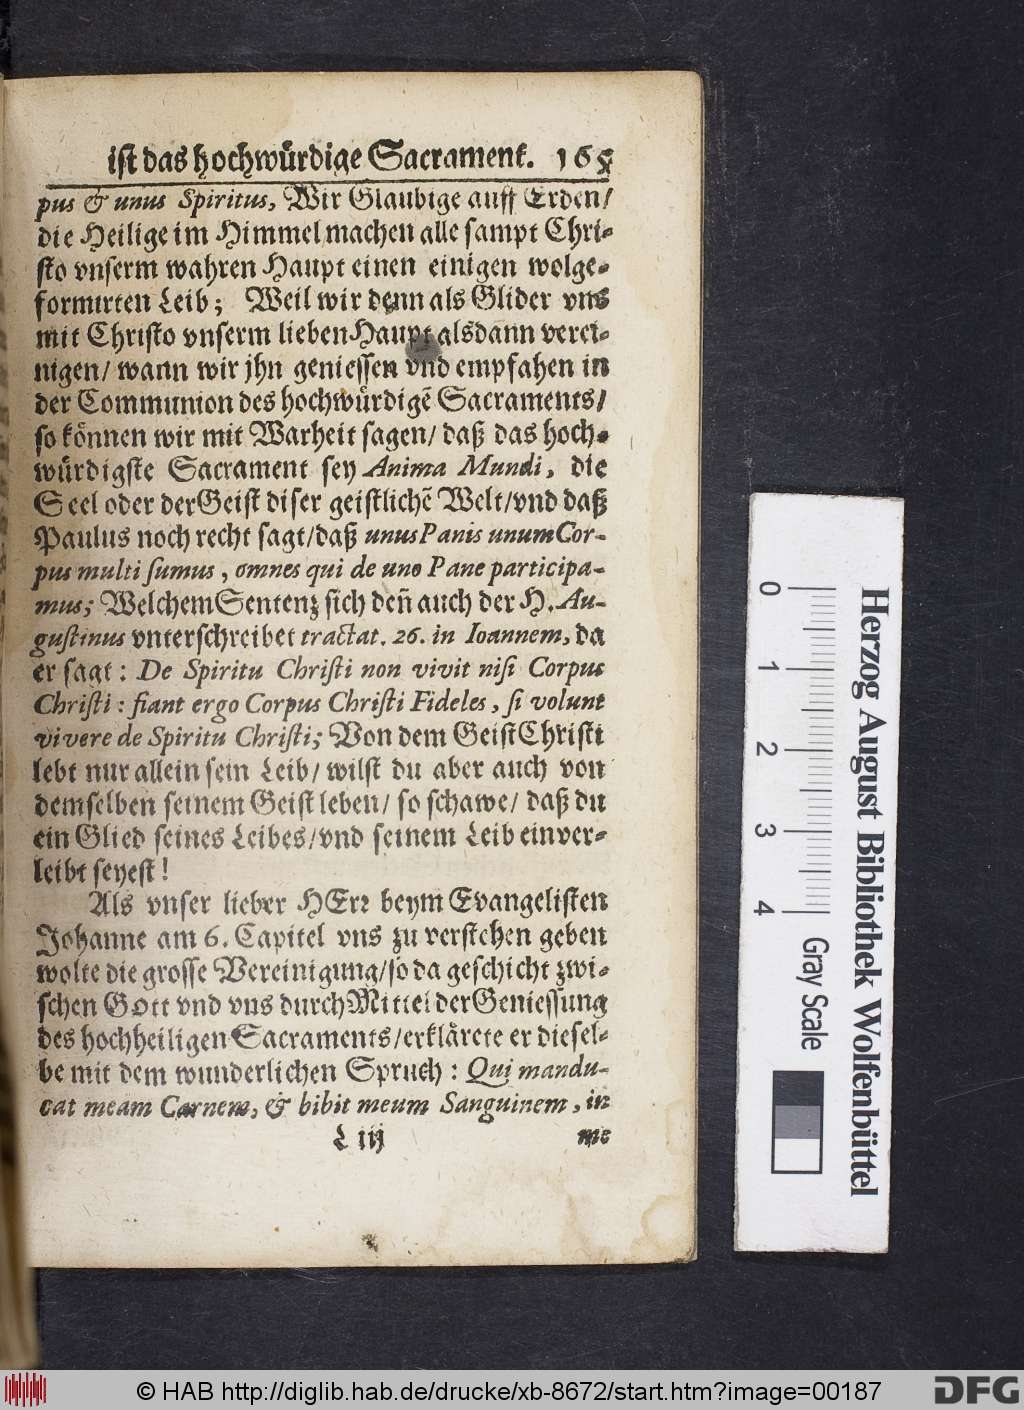 ist das hochwürdige Sacrament. 165
pus & unus Spiritus, Wir Glaubige auff Erden/
die Heilige im Himmel machen alle sampt Chri-
sto vnserm wahren Haupt einen einigen wolge-
formirten Leib; Weil wir denn als Glider vns
mit Christo vnserm lieben Haupt alsdann verei-
nigen/ wann wir jhn geniessen vnd empfahen in
der Communion des hochwürdigẽ Sacraments/
so können wir mit Warheit sagen/ daß das hoch-
würdigste Sacrament sey Anima Mundi, die
Seel oder der Geist diser geistlichẽ Welt/ vnd daß
Paulus noch recht sagt/ daß unus Panis unum Cor-
pus multi sumus, omnes qui de uno Pane participa-
mus; Welchem Sentenz sich deñ auch der H. Au-
gustinus vnterschreibet tractat. 26. in Ioannem, da
er sagt: De Spiritu Christi non vivit nisi Corpus
Christi: fiant ergo Corpus Christi Fideles, si volunt
vivere de Spiritu Christi; Von dem Geist Christi
lebt nur allein sein Leib/ wilst du aber auch von
demselben seinem Geist leben/ so schawe/ daß du
ein Glied seines Leibes/ vnd seinem Leib einver-
leibt seyest!
Als vnser lieber HErr beym Evangelisten
Johanne am 6. Capitel vns zu verstehen geben
wolte die grosse Vereinigung/ so da geschicht zwi-
schen Gott vnd vns durch Mittel der Geniessung
des hochheiligen Sacraments/ erklärete er diesel-
be mit dem wunderlichen Spruch: Qui mandu-
cat meam Carnem, & bibit meum Sanguinem, in
L iij me
0 1 2 3 4 Gray Scale
Herzog August Bibliothek Wolfenbüttel
© HAB http://diglib.hab.de/drucke/xb-8672/start.htm?image=00187
DFG